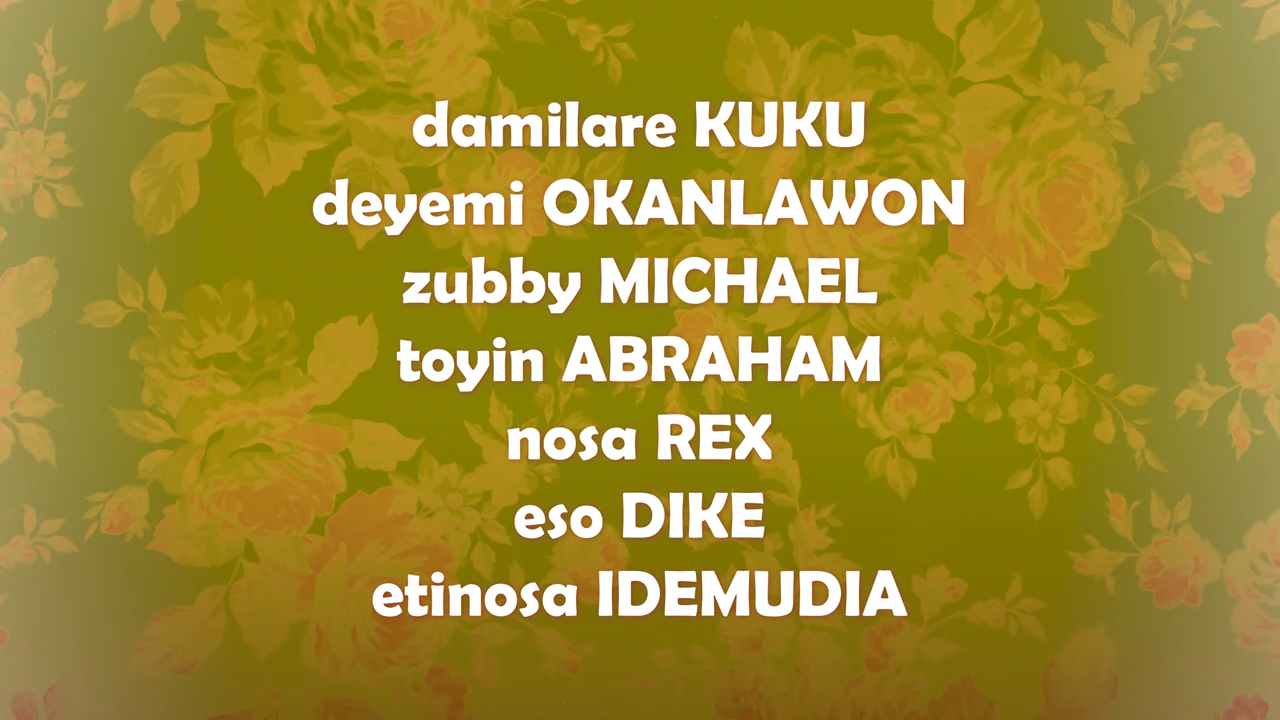 damilare KUKU
deyemi OKANLAWON
zubby MICHAEL
toyin ABRAHAM
nosa REX
eso DIKE
etinosa IDEMUDIA